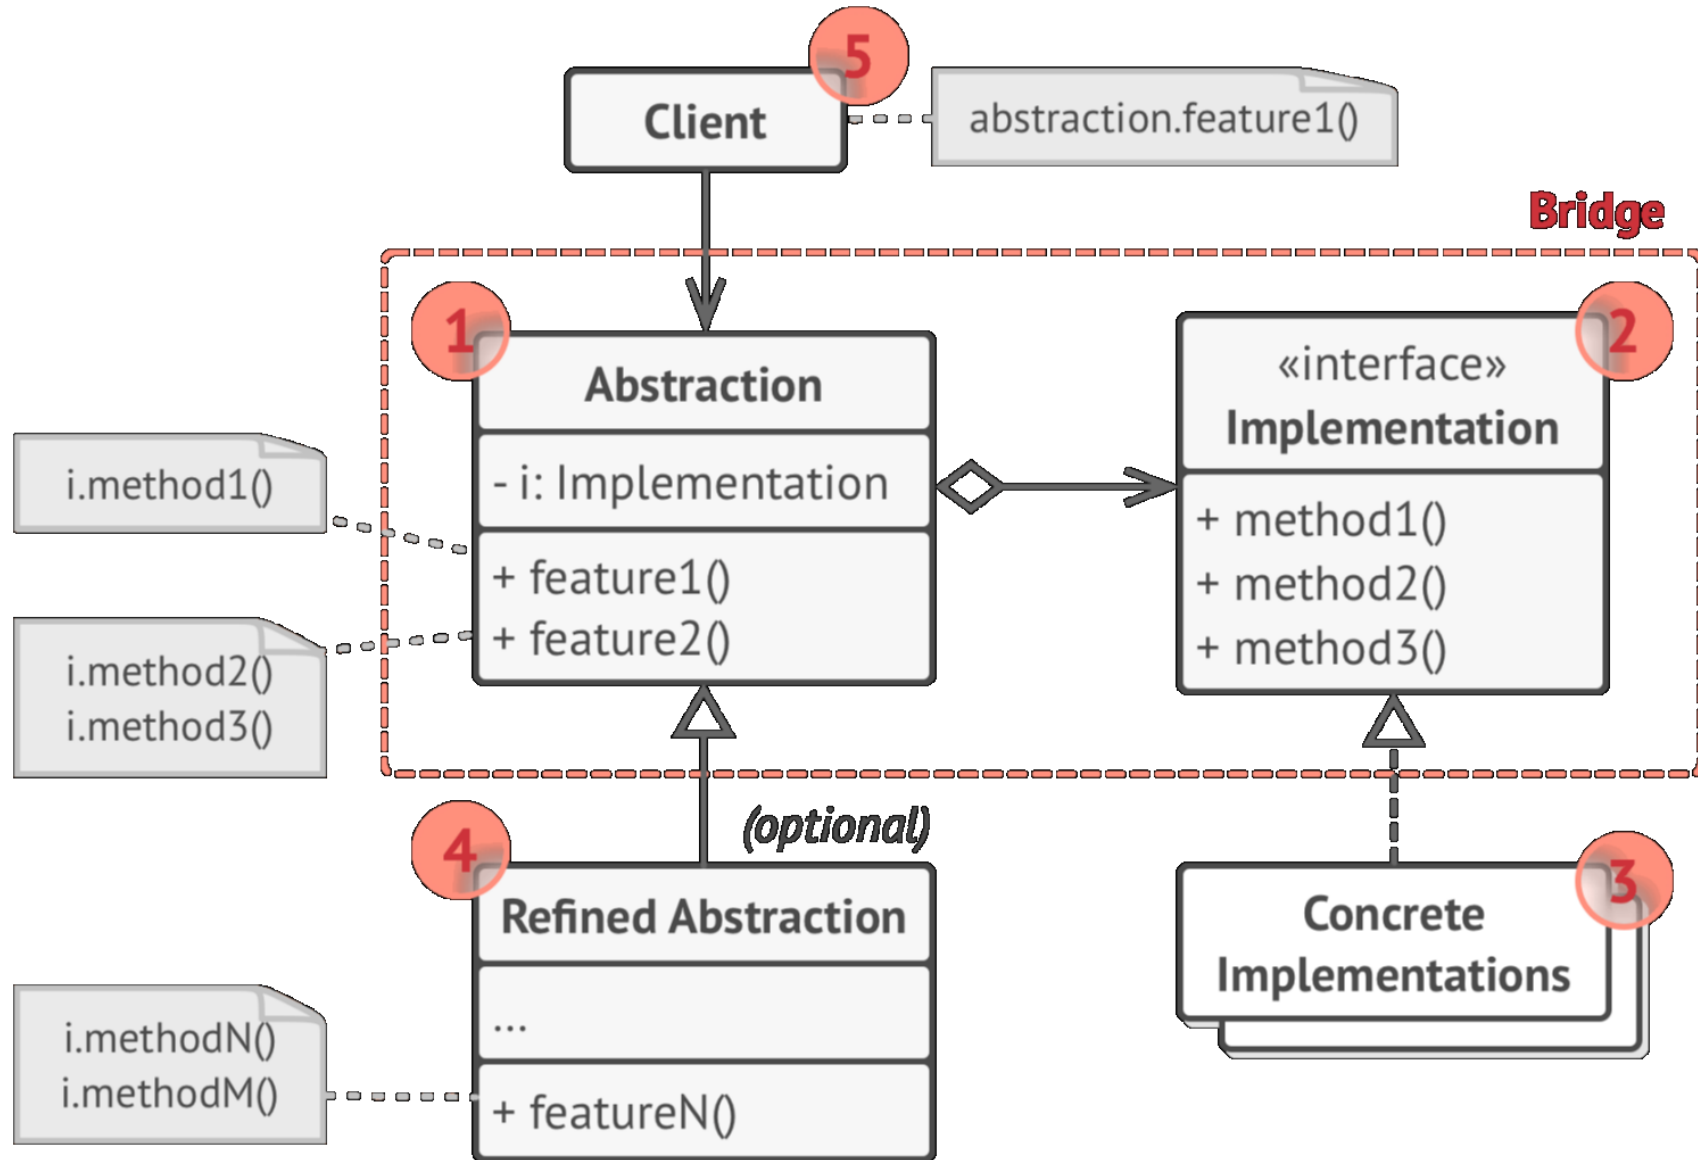 5
Client
abstraction.feature1()
Bridge
1
Abstraction
- i: Implementation
+ feature1()
+ feature2()
2
«interface»
Implementation
+ method1()
+ method2()
+ method3()
i.method1()
i.method2()
i.method3()
(optional)
4
Refined Abstraction
...
+ featureN()
3
Concrete
Implementations
i.methodN()
i.methodM()